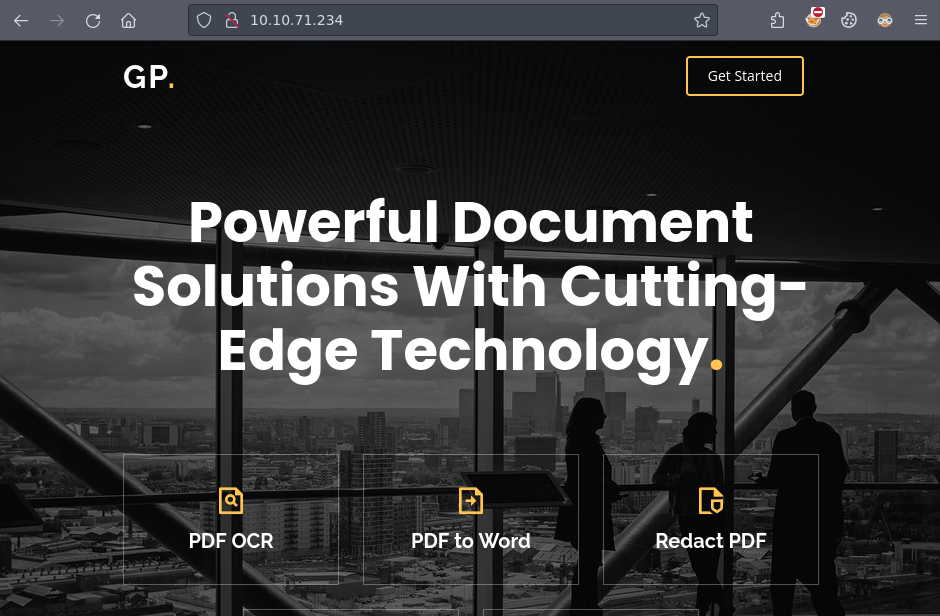 10.10.71.234
GP.
Get Started
Powerful Document
Solutions With Cutting-
Edge Technology.
PDF OCR
PDF to Word
Redact PDF